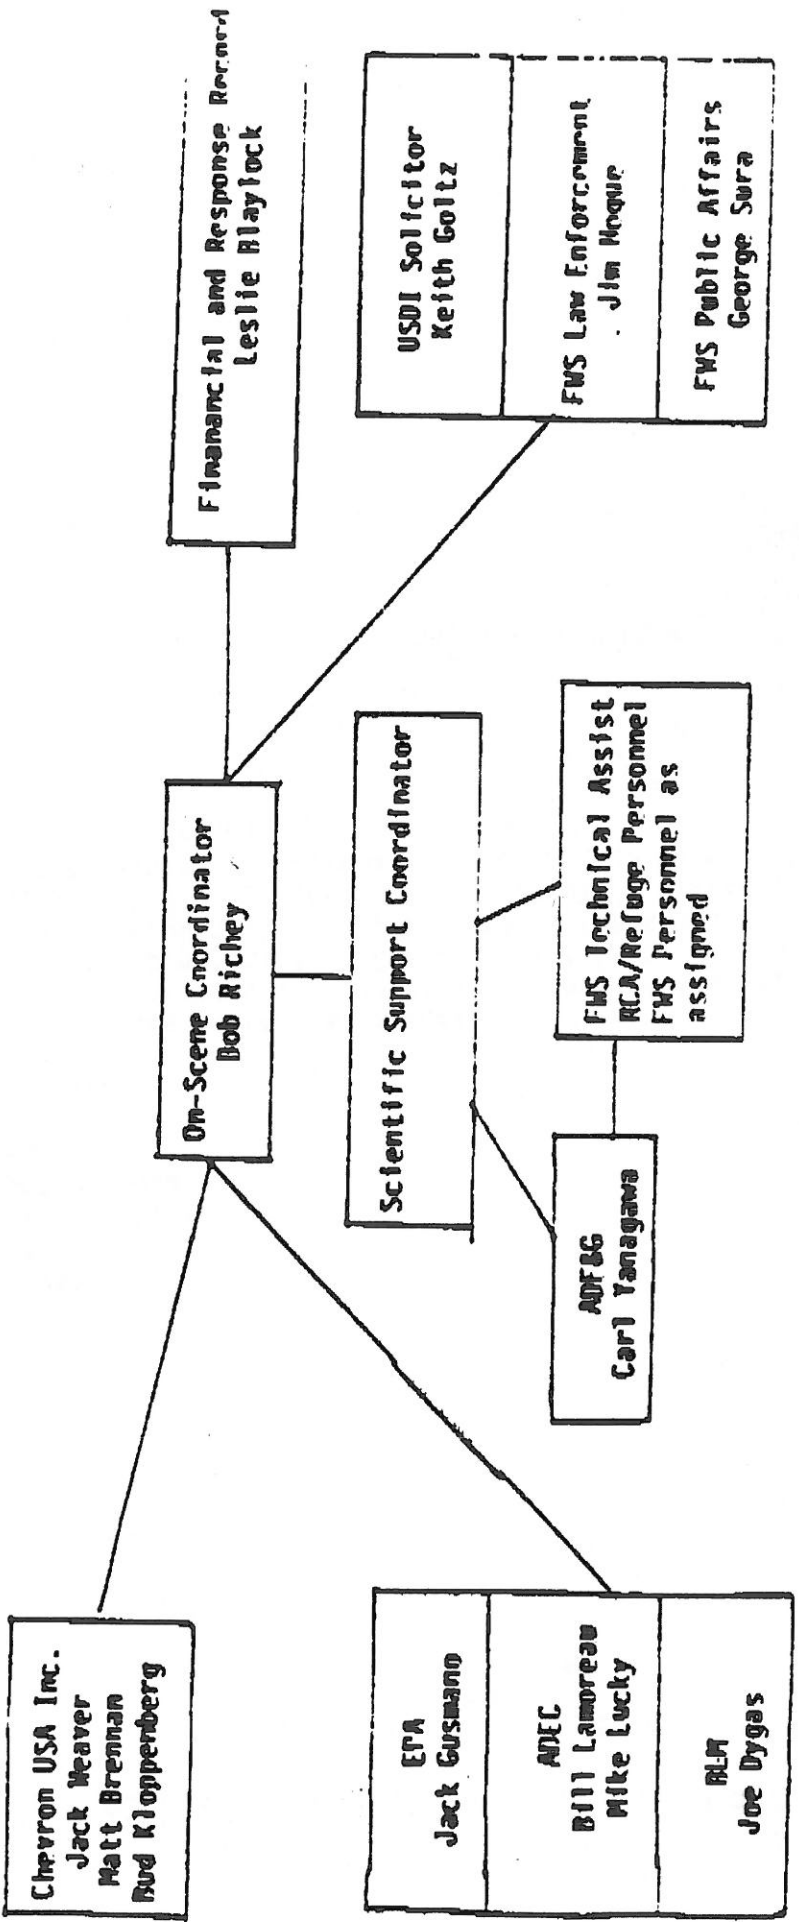 Chevron USA Inc.
Jack Weaver
Matt Brennan
Bud Kloppenberg
On-Scene Coordinator
Bob Richey
Finanancial and Response Record
Leslie Blaylock
EPA
Jack Gusmano
ADEC
Bill Lamoreau
Mike Lucky
BLM
Joe Dygas
Scientific Support Coordinator
ADF&G
Carl Yanagawa
FWS Technical Assist
RCA/Refuge Personnel
FWS Personnel as
assigned
USDI Solicitor
Keith Goltz
FWS Law Enforcement
Jim
FWS Public Affairs
George Sura